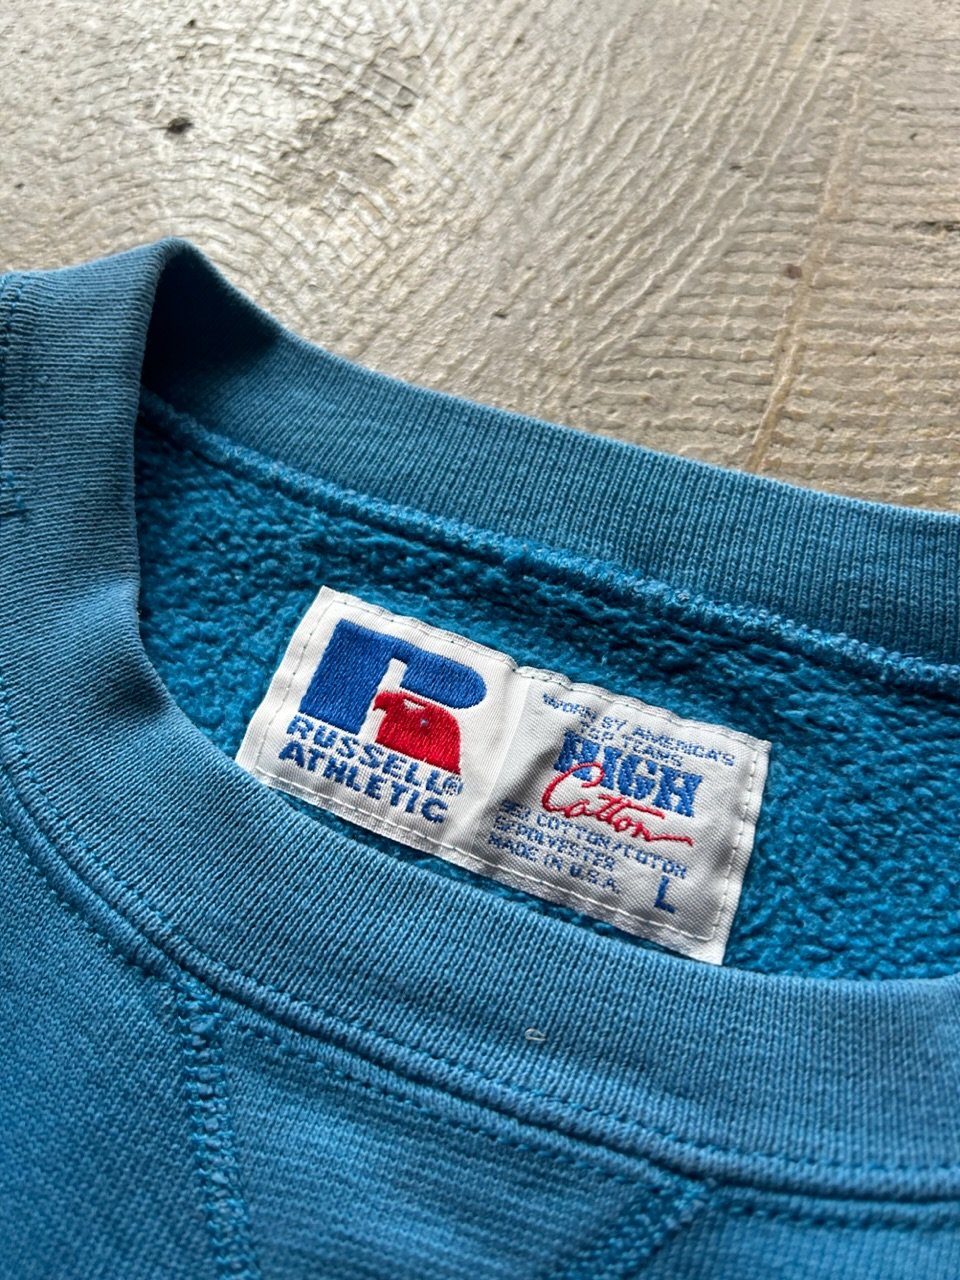 RUSSELL®
ATHLETIC
WORN BY AMERICA'S
TOP TEAMS
HIGH
Cotton
COTTON/COTON
POLYESTER
MADE IN U.S.A.
L